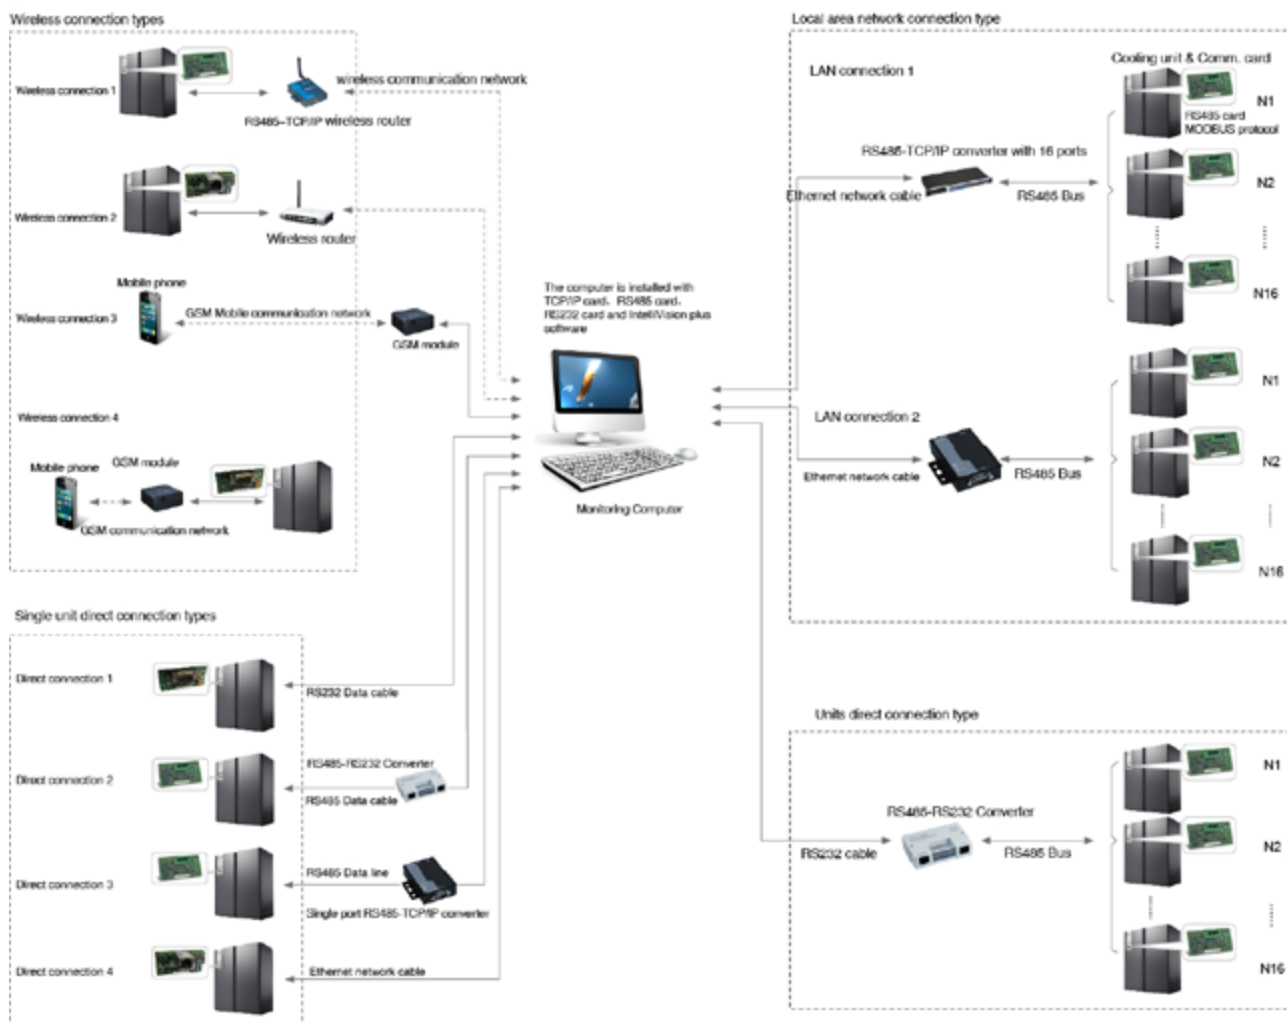 Wireless connection types
Wireless connection 1
RS485-TCP/IP wireless router
wireless communication network
Wireless connection 2
Wireless router
Mobile phone
Wireless connection 3
GSM Mobile communication network
GSM module
Wireless connection 4
GSM module
Mobile phone
GSM communication network
Single unit direct connection types
Direct connection 1
RS232 Data cable
Direct connection 2
RS485-RS232 Converter
RS485 Data cable
Direct connection 3
RS485 Data line
Single port RS485-TCP/IP converter
Direct connection 4
Ethernet network cable
The computer is installed with
TCP/IP card, RS485 card,
RS232 card and IntelliVision plus
software
Monitoring Computer
Local area network connection type
LAN connection 1
Cooling unit & Comm. card
N1
RS485 card
MODBUS protocol
RS485-TCP/IP converter with 16 ports
Ethernet network cable
RS485 Bus
N2
N16
LAN connection 2
Ethernet network cable
RS485 Bus
N1
N2
N16
Units direct connection type
RS485-RS232 Converter
RS232 cable
RS485 Bus
N1
N2
N16